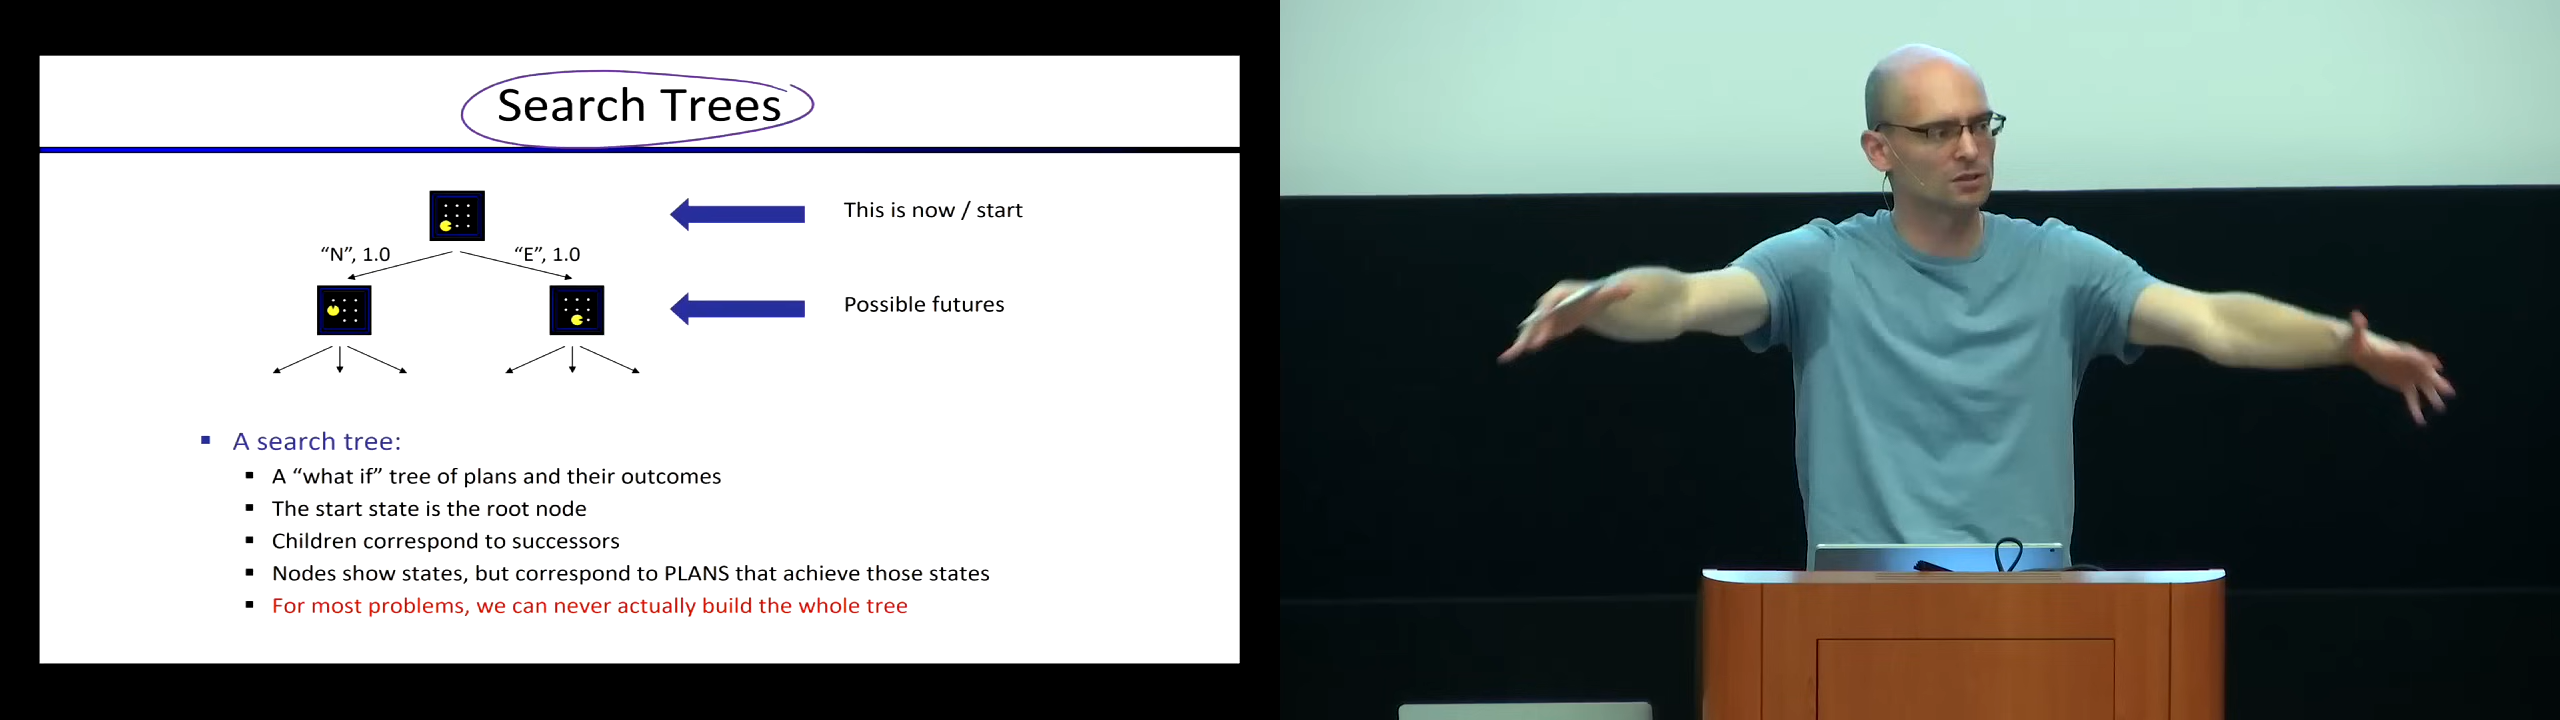 Search Trees
This is now / start
“N”, 1.0
“E”, 1.0
Possible futures
A search tree:
A “what if” tree of plans and their outcomes
The start state is the root node
Children correspond to successors
Nodes show states, but correspond to PLANS that achieve those states
For most problems, we can never actually build the whole tree